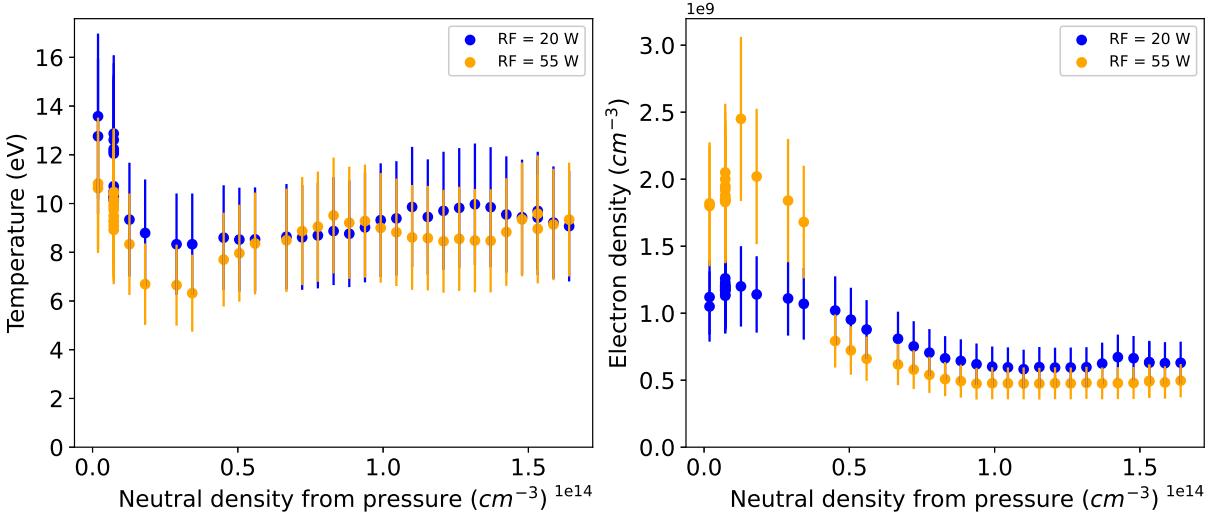 16
14
12
10
8
6
4
2
0
Temperature (eV)
RF = 20 W
RF = 55 W
0.0
0.5
1.0
1.5
1e14
Neutral density from pressure (cm−3)
1e9
3.0
2.5
2.0
1.5
1.0
0.5
0.0
Electron density (cm−3)
RF = 20 W
RF = 55 W
0.0
0.5
1.0
1.5
1e14
Neutral density from pressure (cm−3)